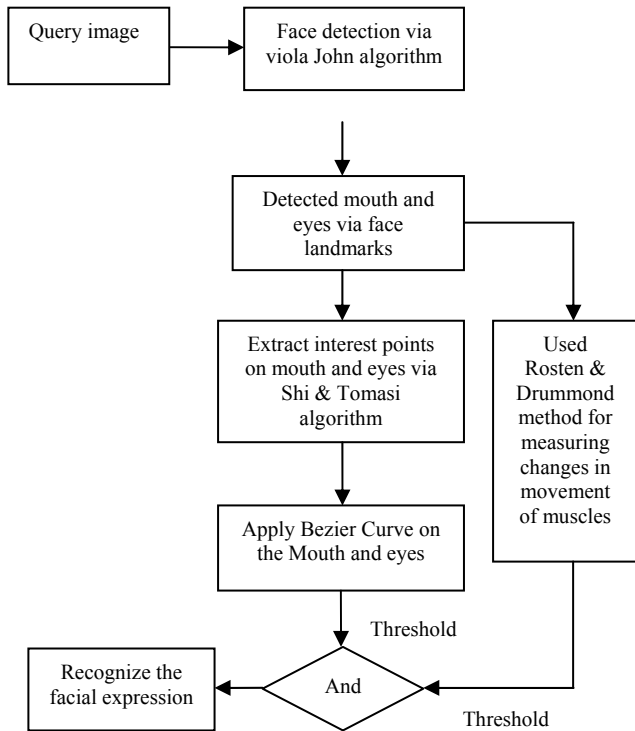 Query image
Face detection via
viola John algorithm
Detected mouth and
eyes via face
landmarks
Extract interest points
on mouth and eyes via
Shi & Tomasi
algorithm
Used
Rosten &
Drummond
method for
measuring
changes in
movement
of muscles
Apply Bezier Curve on
the Mouth and eyes
Threshold
And
Recognize the
facial expression
Threshold